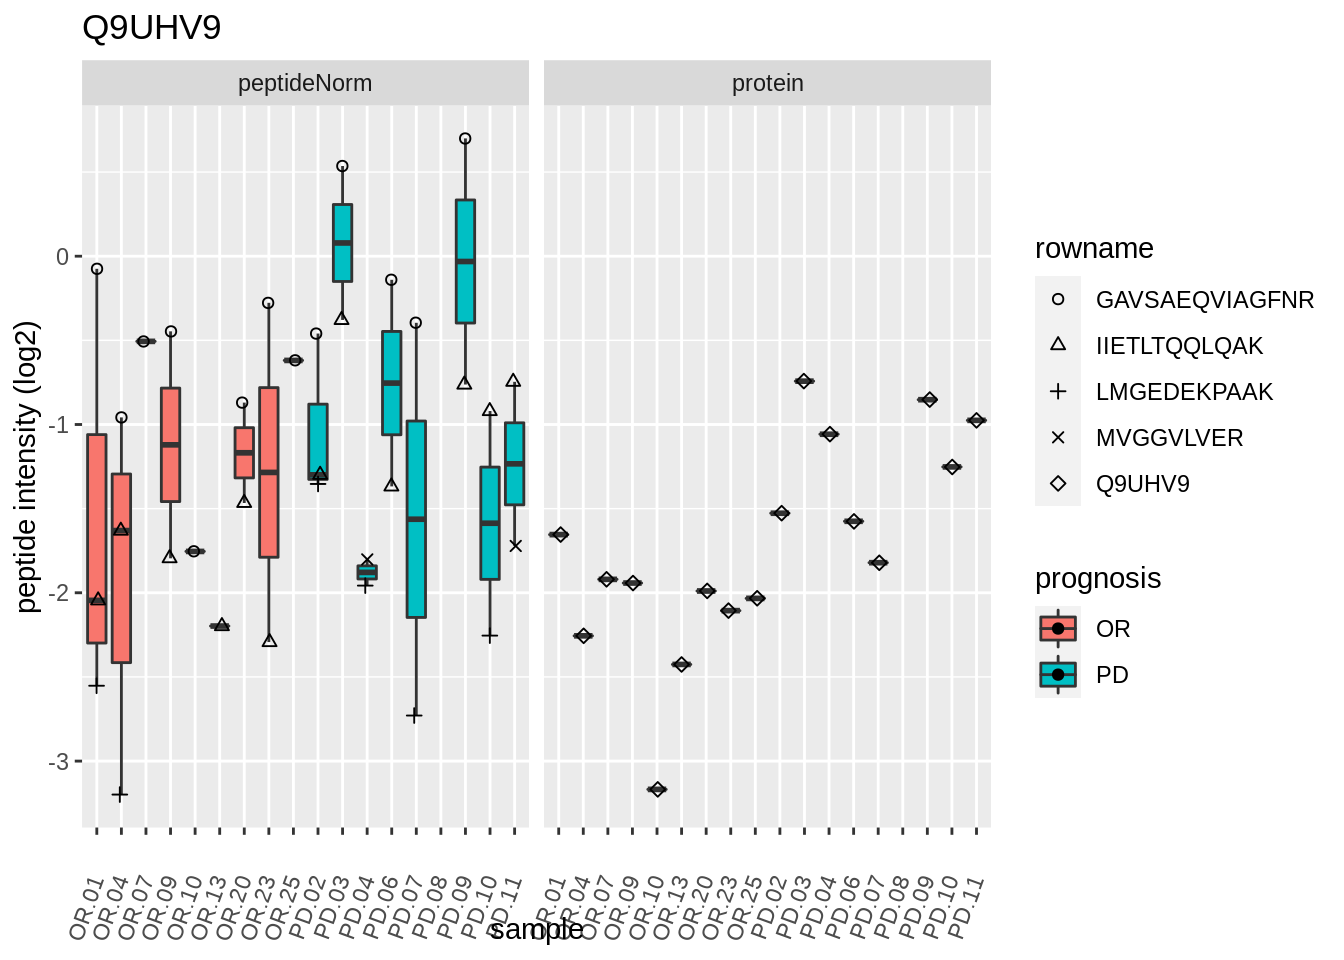 Q9UHV9
peptideNorm
protein
peptide intensity (log2)
0
-1
-2
-3
OR.01
OR.04
OR.07
OR.09
OR.10
OR.13
OR.20
OR.23
OR.25
PD.02
PD.03
PD.04
PD.06
PD.07
PD.08
PD.09
PD.10
PD.11
OR.01
OR.04
OR.07
OR.09
OR.10
OR.13
OR.20
OR.23
OR.25
PD.02
PD.03
PD.04
PD.06
PD.07
PD.08
PD.09
PD.10
PD.11
sample
rowname
GAVSAEQVIAGFNR
IIETLTQQLQAK
LMGEDEKPAAK
MVGGVLVER
Q9UHV9
prognosis
OR
PD